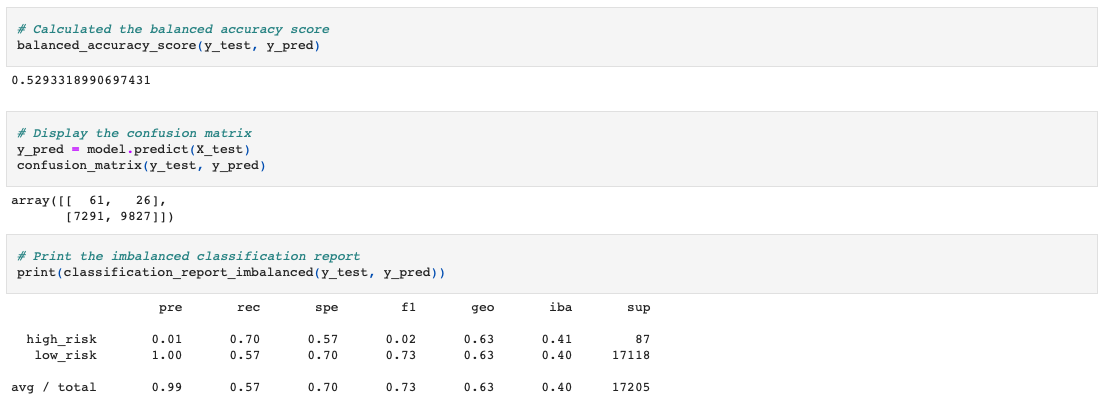 # Calculated the balanced accuracy score
balanced_accuracy_score(y_test, y_pred)
0.5293318990697431
# Display the confusion matrix
y_pred = model.predict(X_test)
confusion_matrix(y_test, y_pred)
array([[  61,   26],
       [7291, 9827]])
# Print the imbalanced classification report
print(classification_report_imbalanced(y_test, y_pred))
pre rec spe f1 geo iba sup
high_risk 0.01 0.70 0.57 0.02 0.63 0.41 87
low_risk 1.00 0.57 0.70 0.73 0.63 0.40 17118
avg / total 0.99 0.57 0.70 0.73 0.63 0.40 17205